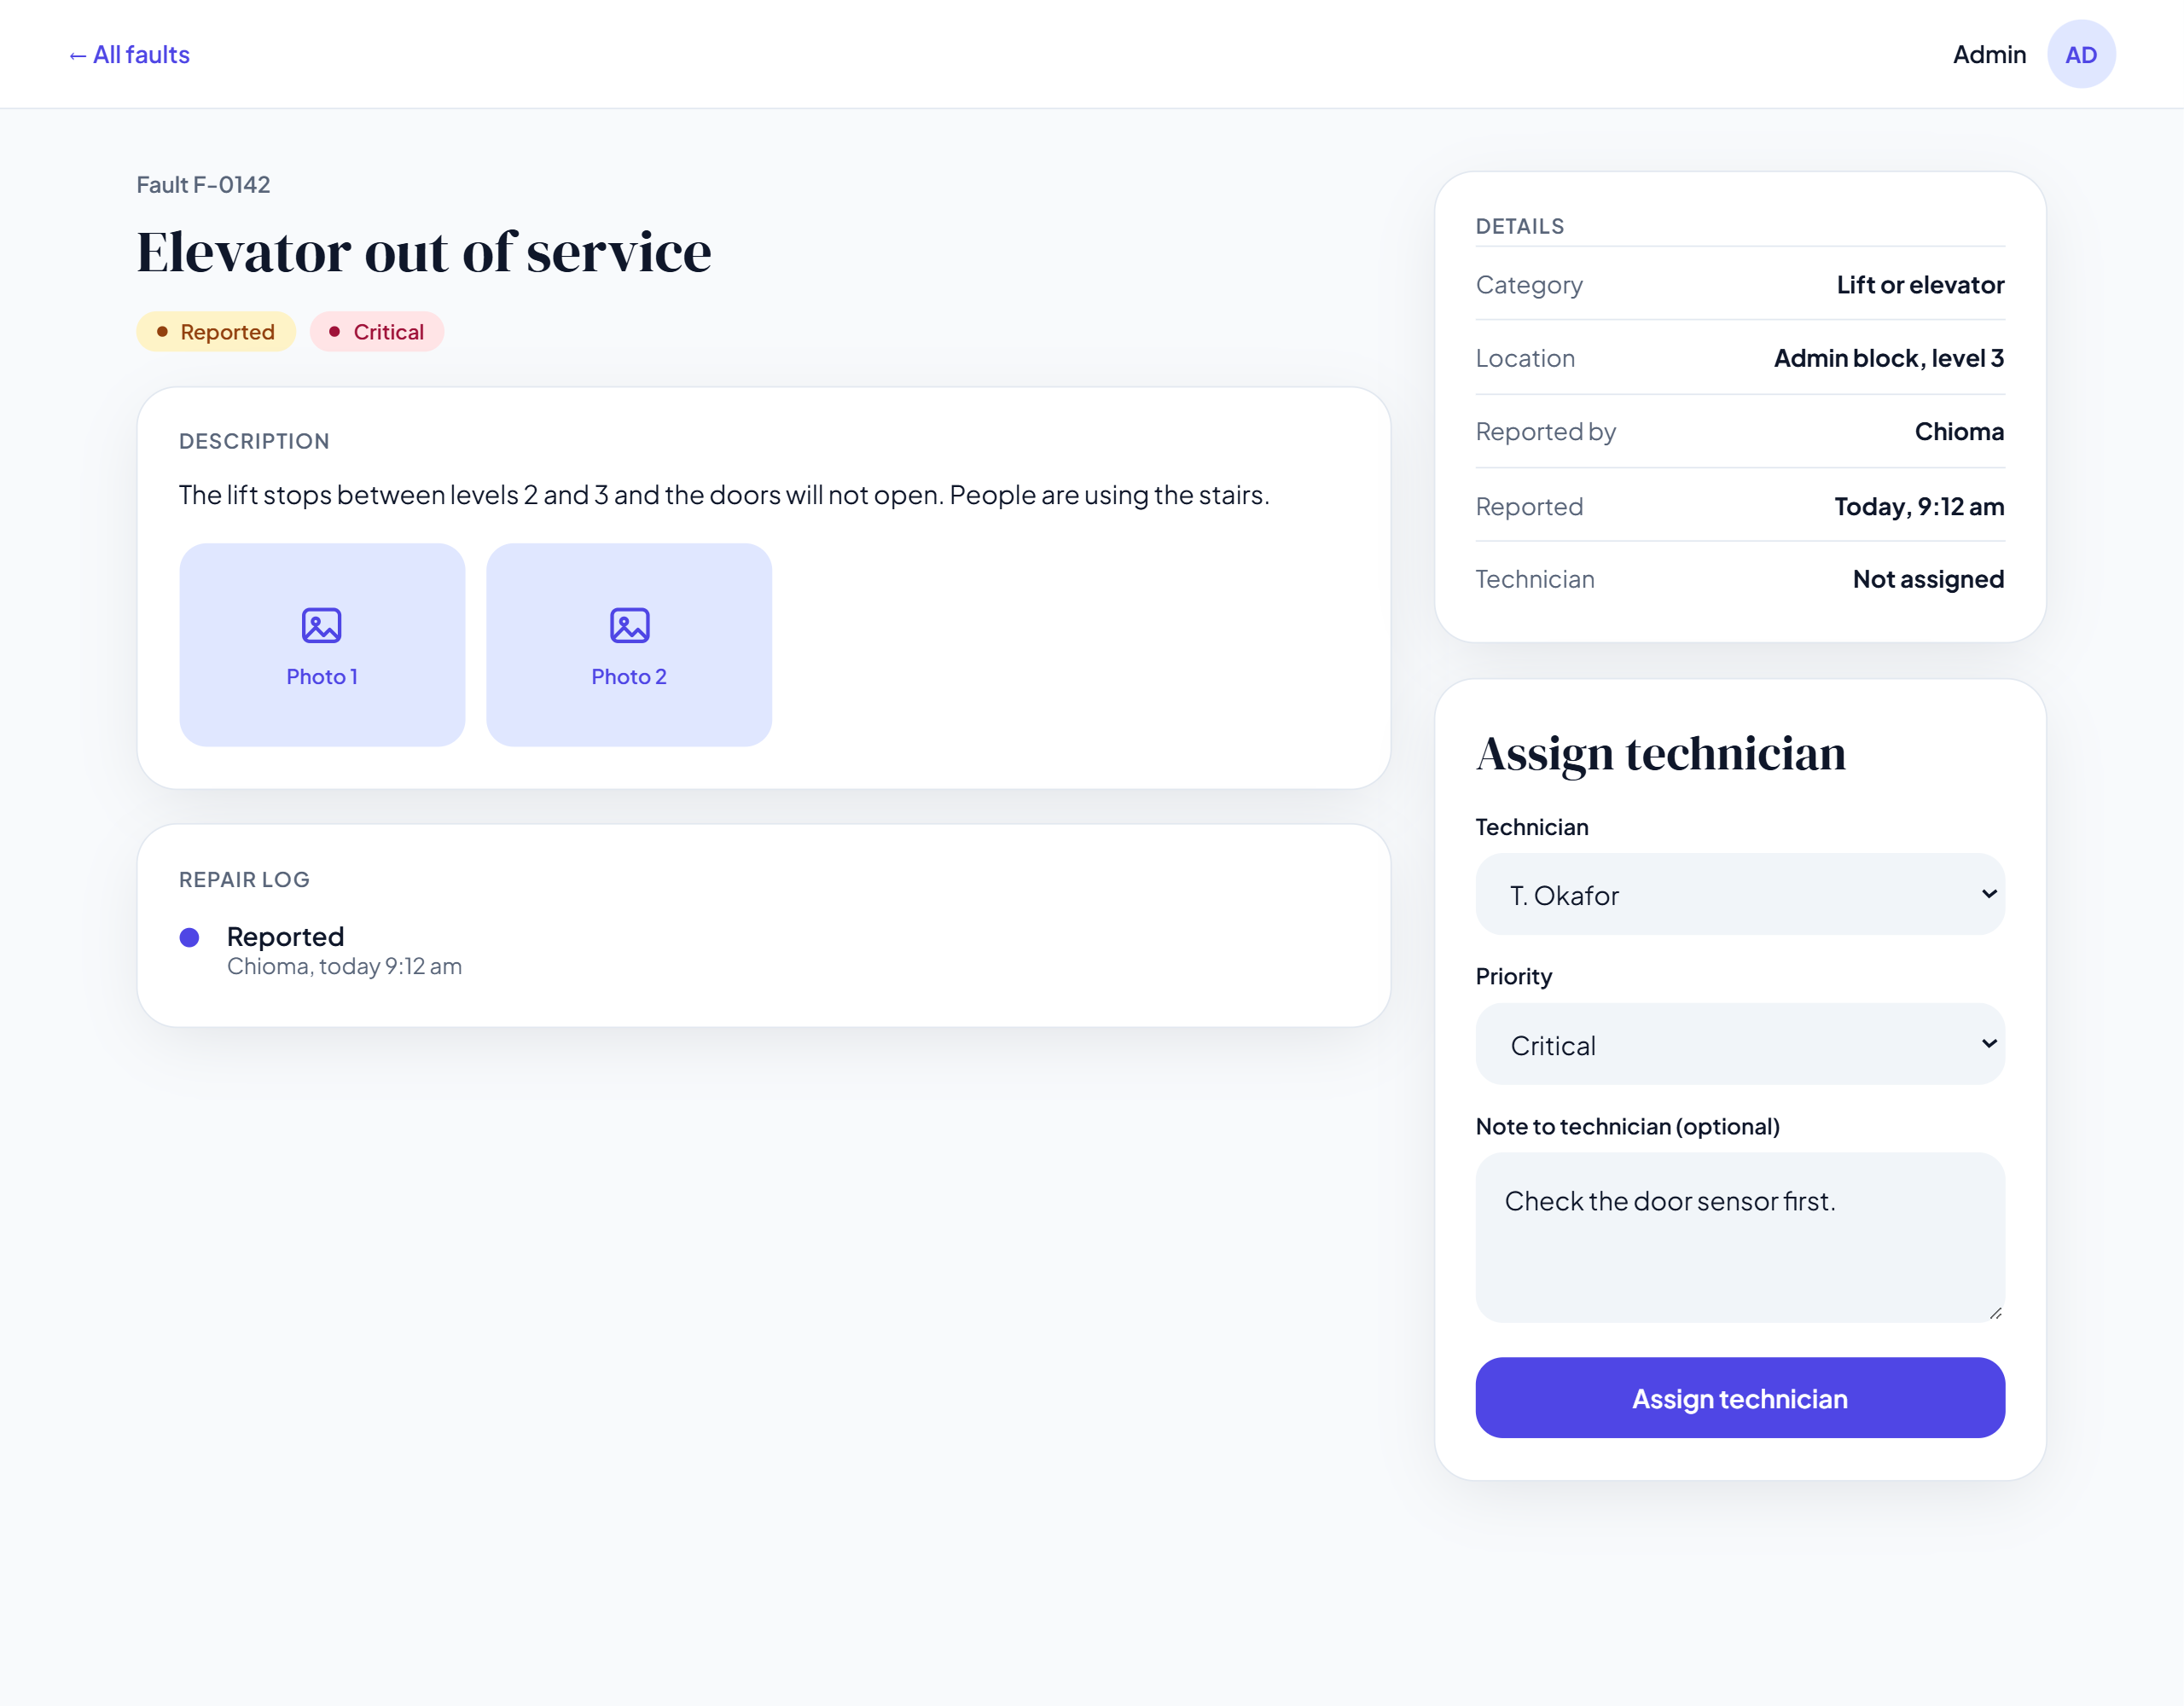 ← All faults
Admin
AD
Fault F-0142
Elevator out of service
Reported
Critical
DESCRIPTION
The lift stops between levels 2 and 3 and the doors will not open. People are using the stairs.
Photo 1
Photo 2
REPAIR LOG
Reported
Chioma, today 9:12 am
DETAILS
Category Lift or elevator
Location Admin block, level 3
Reported by Chioma
Reported Today, 9:12 am
Technician Not assigned
Assign technician
Technician
T. Okafor
Priority
Critical
Note to technician (optional)
Check the door sensor first.
Assign technician